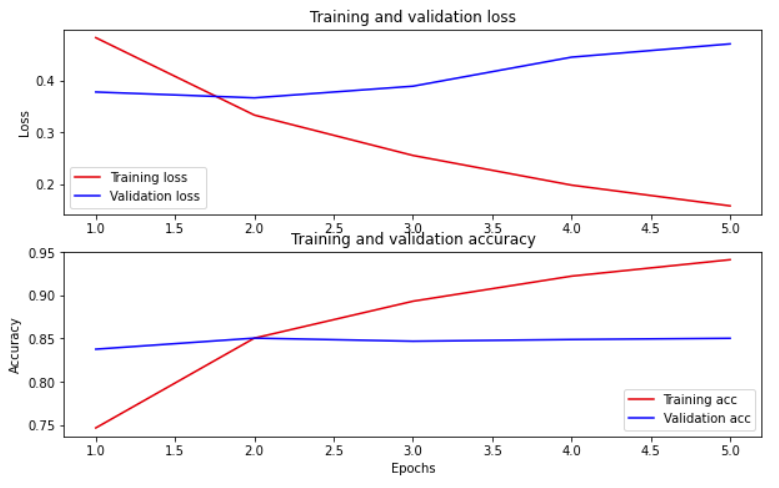 Training and validation loss
0.4
0.3
0.2
Loss
Training loss
Validation loss
1.0 1.5 2.0 2.5 3.0 3.5 4.0 4.5 5.0
Training and validation accuracy
0.95
0.90
0.85
0.80
0.75
Accuracy
Training acc
Validation acc
1.0 1.5 2.0 2.5 3.0 3.5 4.0 4.5 5.0
Epochs